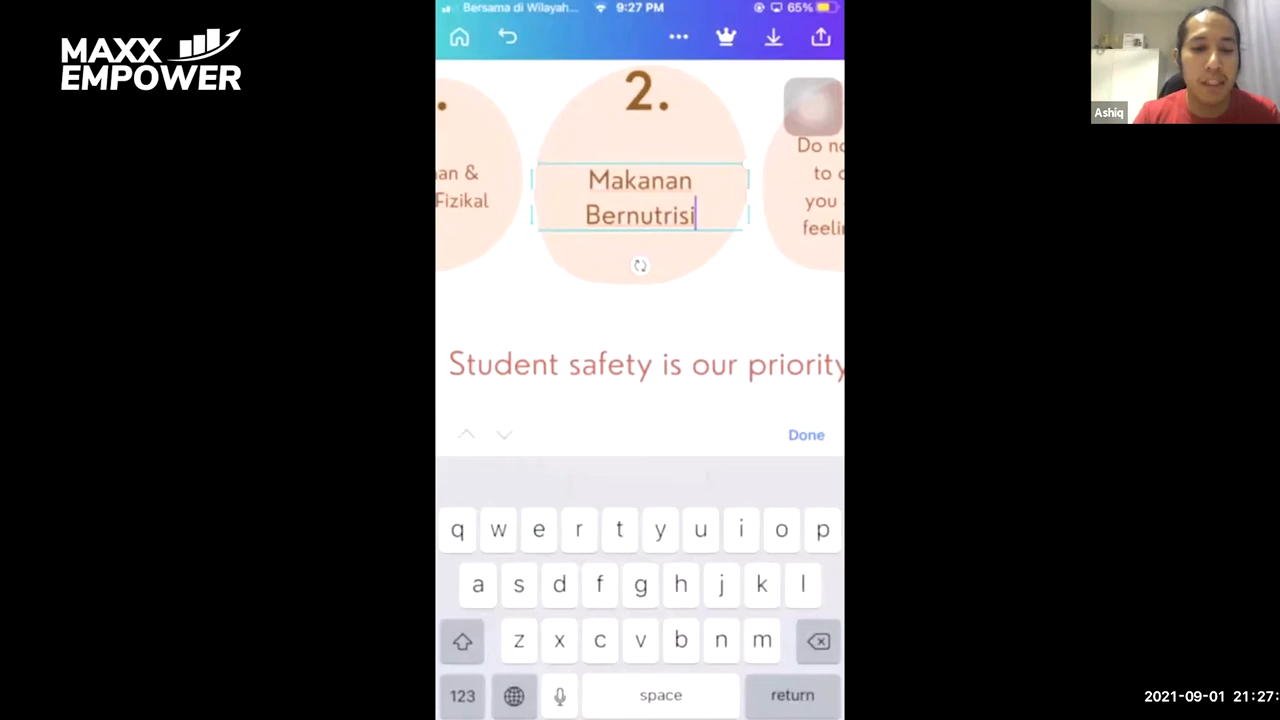 MAXX
EMPOWER
Bersama di Wilayah...
9:27 PM
65%
2.
Makanan
Bernutrisi
an &
Fizikal
Do no
to c
you
feelin
Student safety is our priority
Done
q w e r t y u i o p
a s d f g h j k l
z x c v b n m
123
space
return
Ashiq
2021-09-01 21:27: